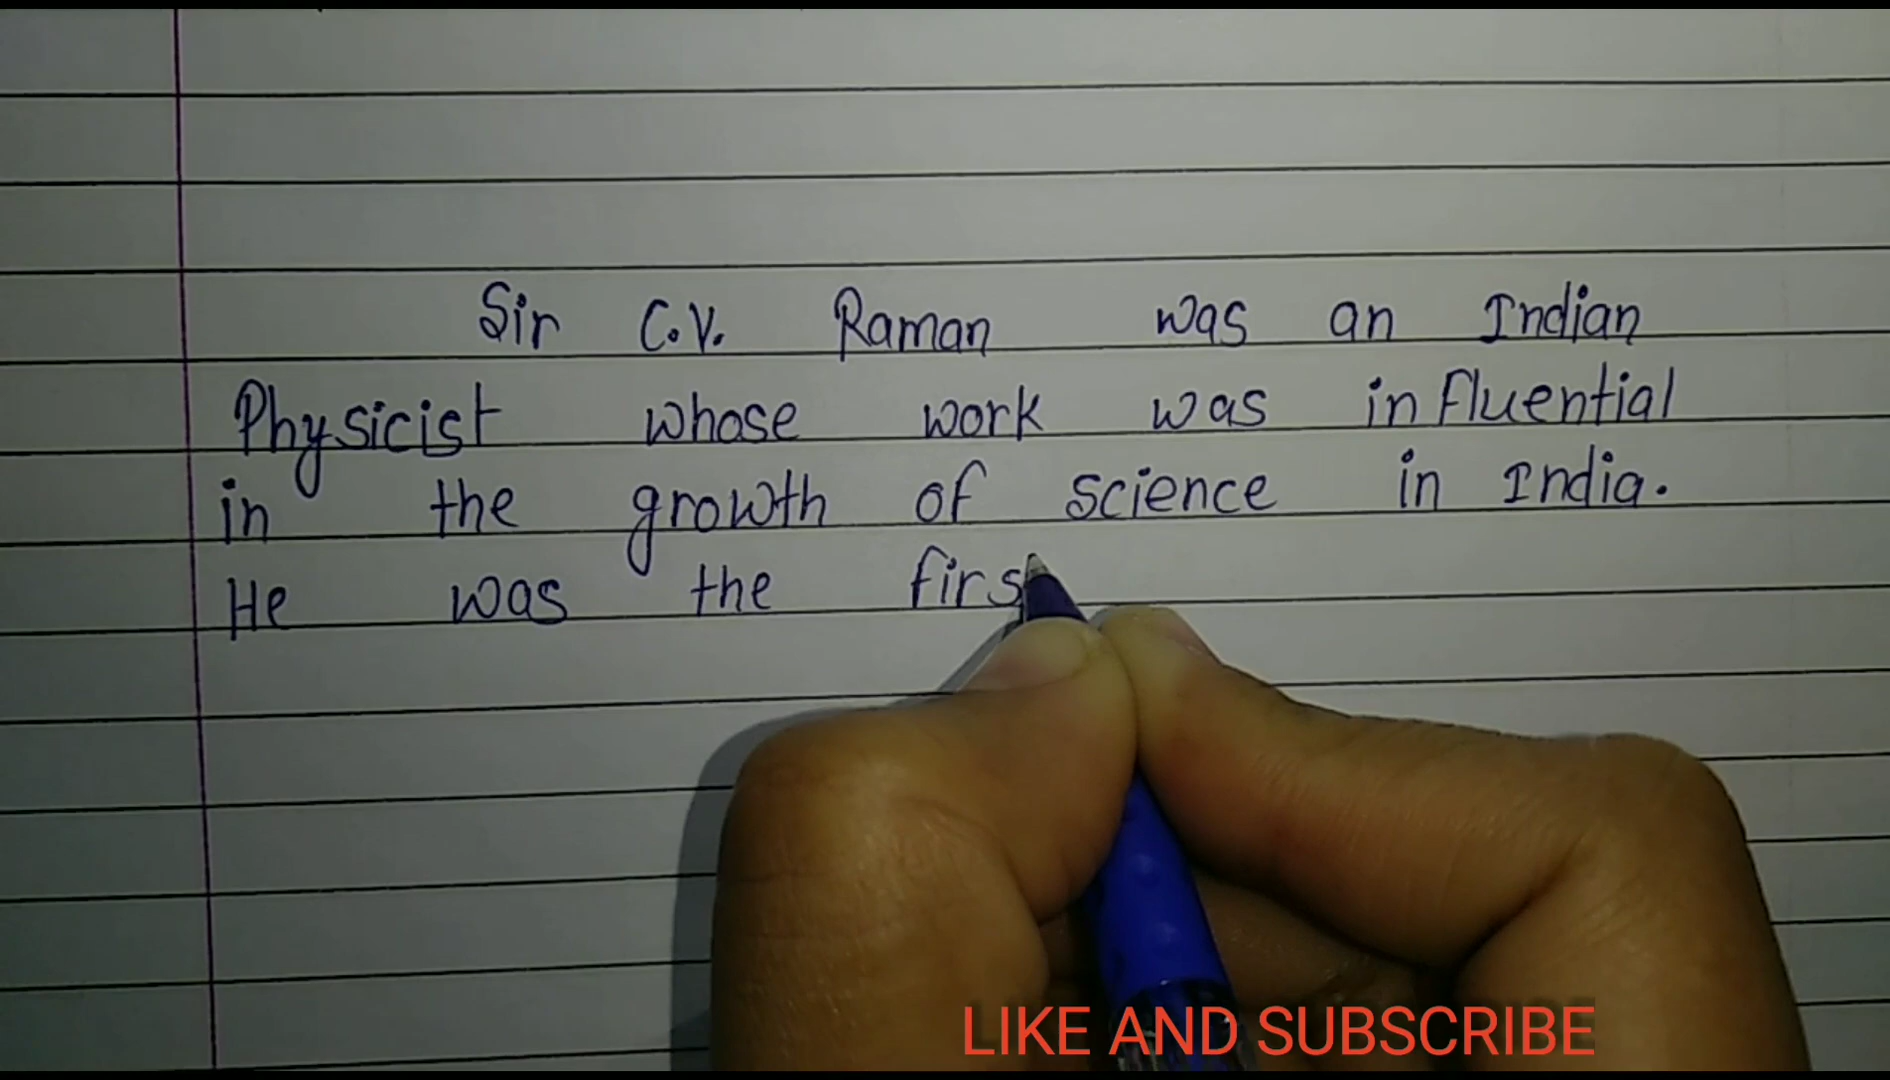 Sir C.V. Raman was an Indian
Physicist whose work was influential
in the growth of science in India.
He was the firs
LIKE AND SUBSCRIBE